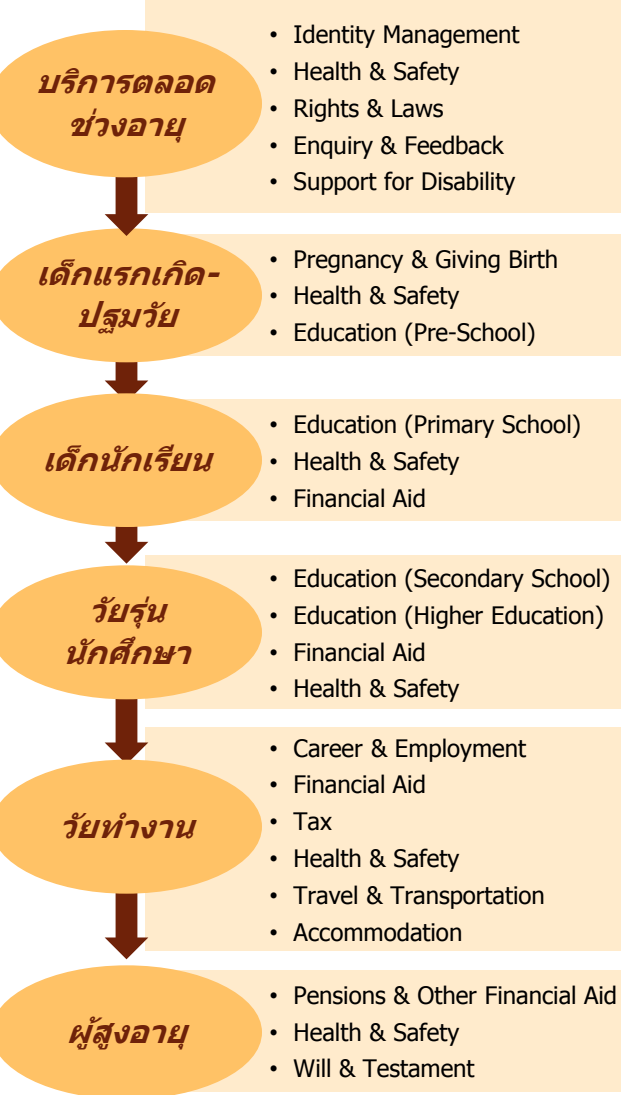 บริการตลอด
ช่วงอายุ
• Identity Management
• Health & Safety
• Rights & Laws
• Enquiry & Feedback
• Support for Disability
เด็กแรกเกิด-
ปฐมวัย
• Pregnancy & Giving Birth
• Health & Safety
• Education (Pre-School)
เด็กนักเรียน
• Education (Primary School)
• Health & Safety
• Financial Aid
วัยรุ่น
นักศึกษา
• Education (Secondary School)
• Education (Higher Education)
• Financial Aid
• Health & Safety
วัยทำงาน
• Career & Employment
• Financial Aid
• Tax
• Health & Safety
• Travel & Transportation
• Accommodation
ผู้สูงอายุ
• Pensions & Other Financial Aid
• Health & Safety
• Will & Testament